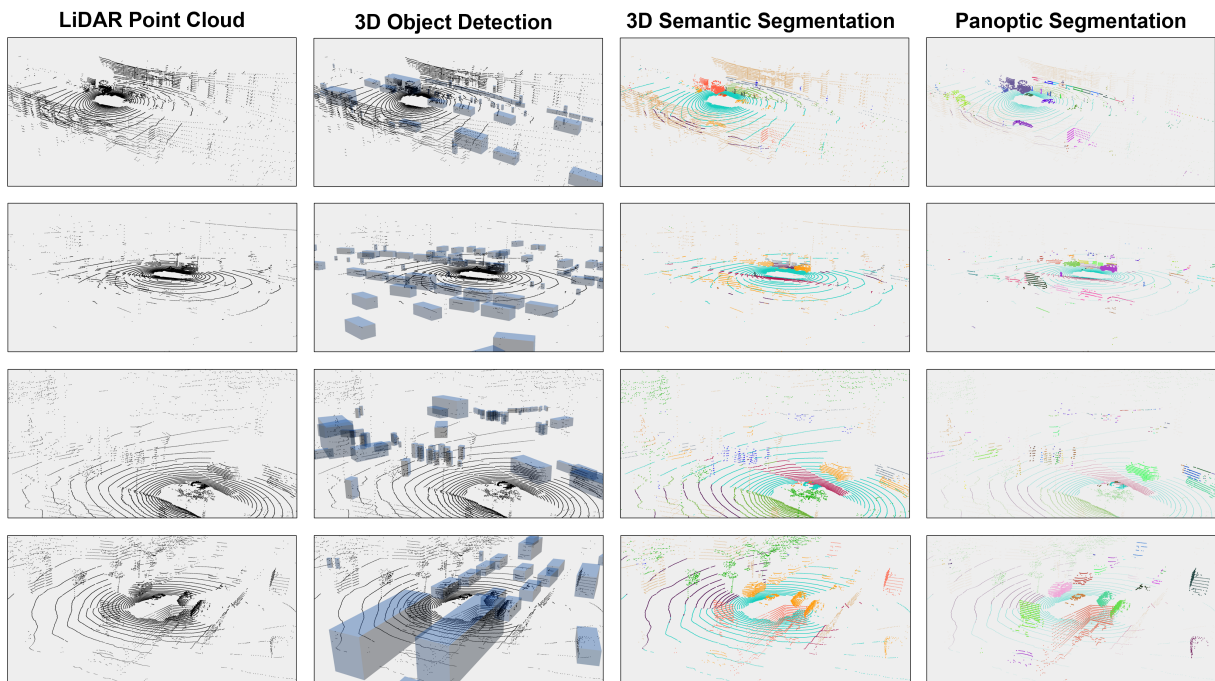 LiDAR Point Cloud
3D Object Detection
3D Semantic Segmentation
Panoptic Segmentation